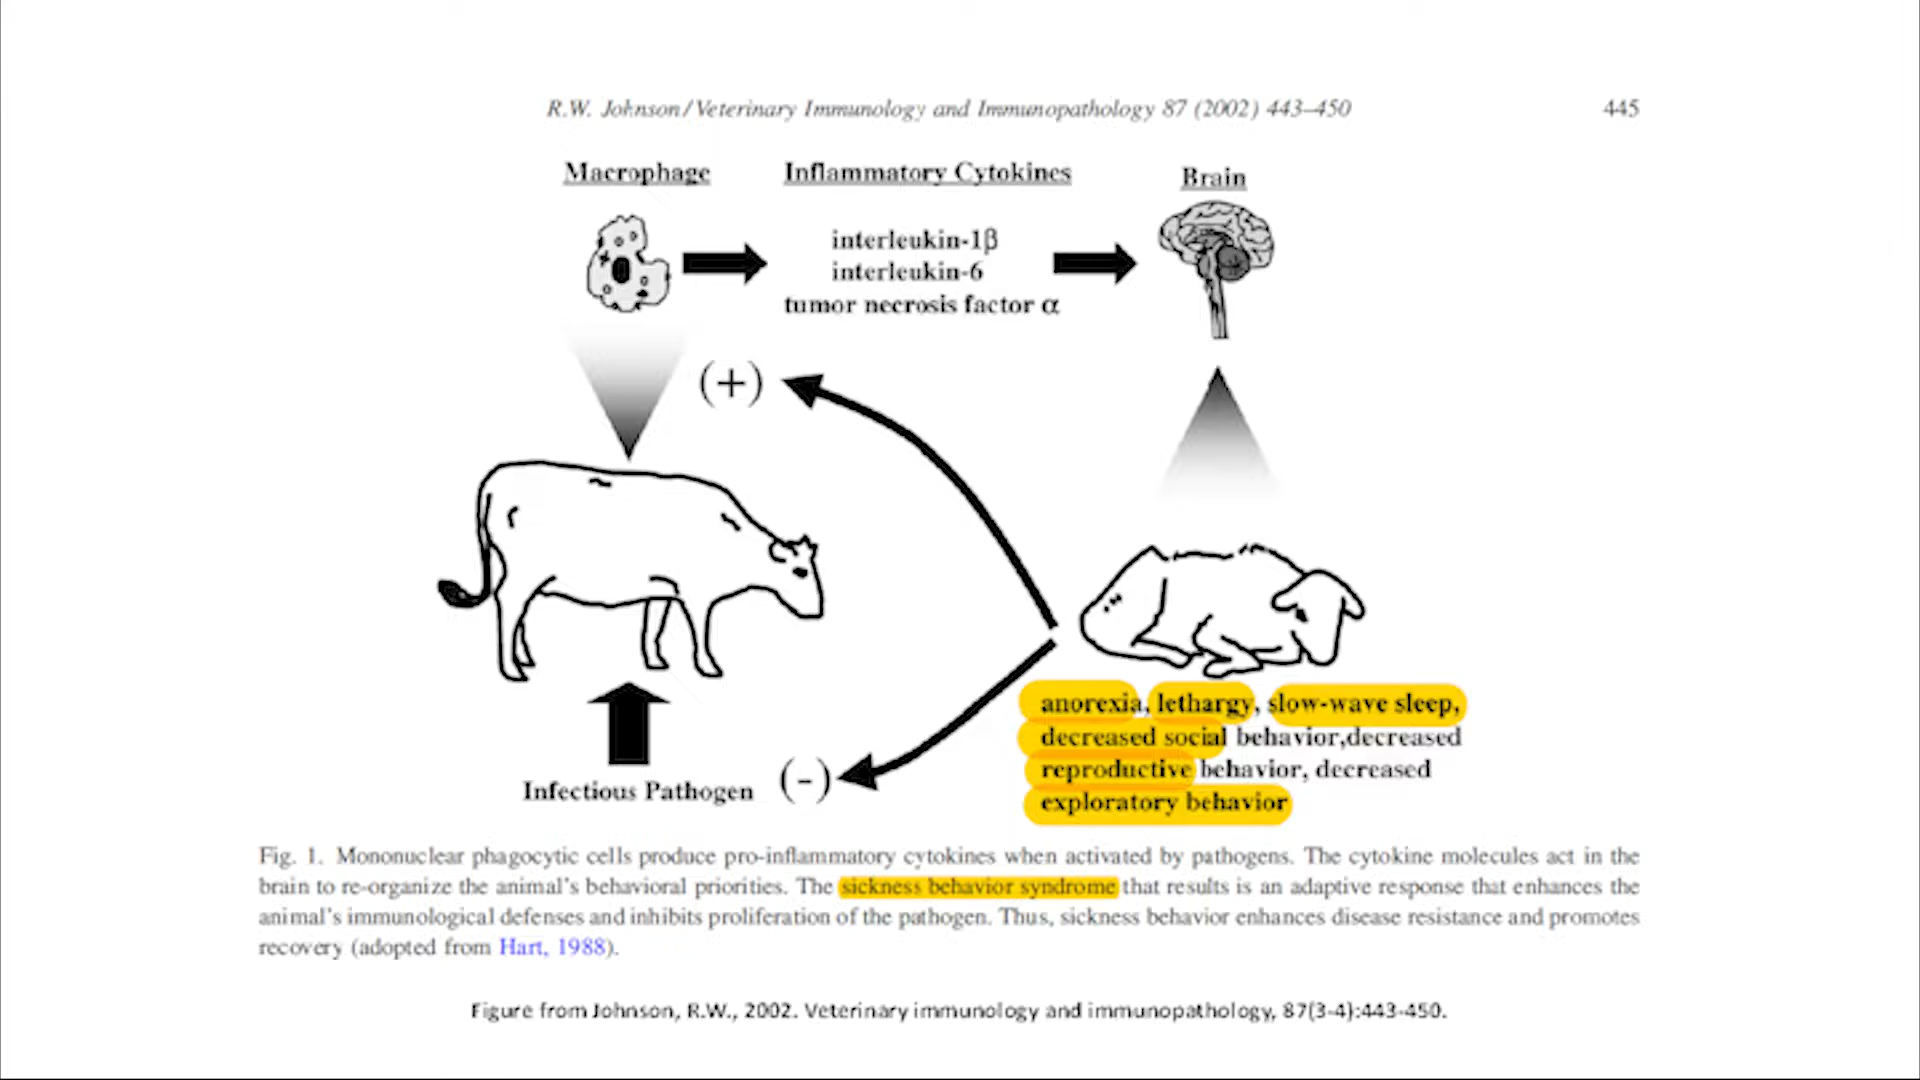 R.W. Johnson / Veterinary Immunology and Immunopathology 87 (2002) 443–450 445
Macrophage Inflammatory Cytokines Brain
interleukin-1β
interleukin-6
tumor necrosis factor α
(+)
anorexia, lethargy, slow-wave sleep,
decreased social behavior,decreased
reproductive behavior, decreased
exploratory behavior
Infectious Pathogen (-)
Fig. 1. Mononuclear phagocytic cells produce pro-inflammatory cytokines when activated by pathogens. The cytokine molecules act in the
brain to re-organize the animal's behavioral priorities. The sickness behavior syndrome that results is an adaptive response that enhances the
animal's immunological defenses and inhibits proliferation of the pathogen. Thus, sickness behavior enhances disease resistance and promotes
recovery (adopted from Hart, 1988).
Figure from Johnson, R.W., 2002. Veterinary immunology and immunopathology, 87(3-4):443-450.